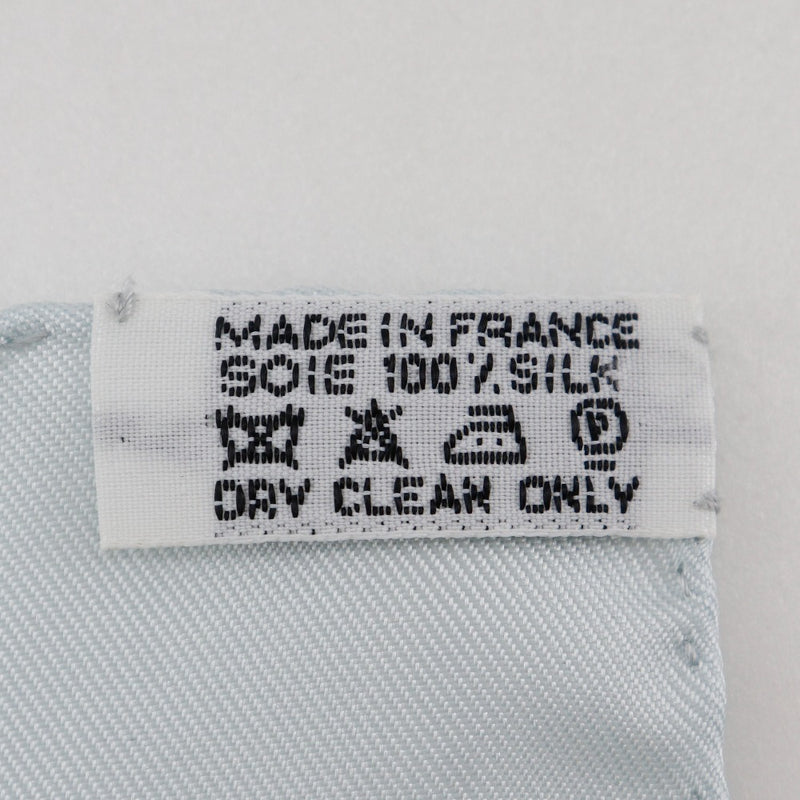 MADE IN FRANCE
SOIE 100% SILK
P
DRY CLEAN ONLY